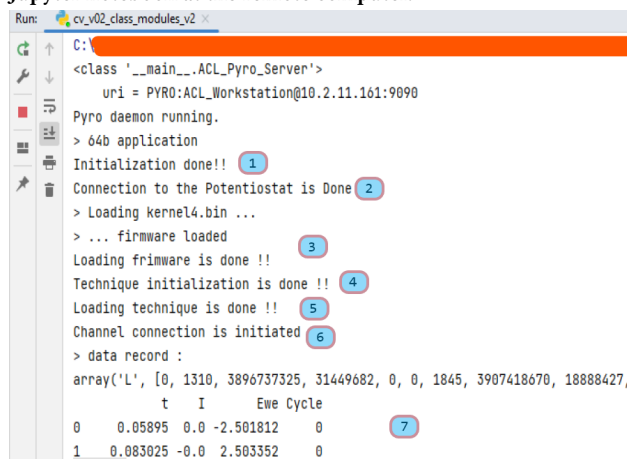 Run: cv_v02_class_modules_v2 ×
C:\
<class '__main__.ACL_Pyro_Server'>
uri = PYRO:ACL_Workstation@10.2.11.161:9090
Pyro daemon running.
> 64b application
Initialization done!! 1
Connection to the Potentiostat is Done 2
> Loading kernel4.bin ...
> ... firmware loaded
3
Loading frimware is done !!
Technique initialization is done !! 4
Loading technique is done !! 5
Channel connection is initiated 6
> data record :
array('L', [0, 1310, 3896737325, 31449682, 0, 0, 1845, 3907418670, 18888427,
t I Ewe Cycle
0 0.05895 0.0 -2.501812 0 7
1 0.083025 -0.0 2.503352 0